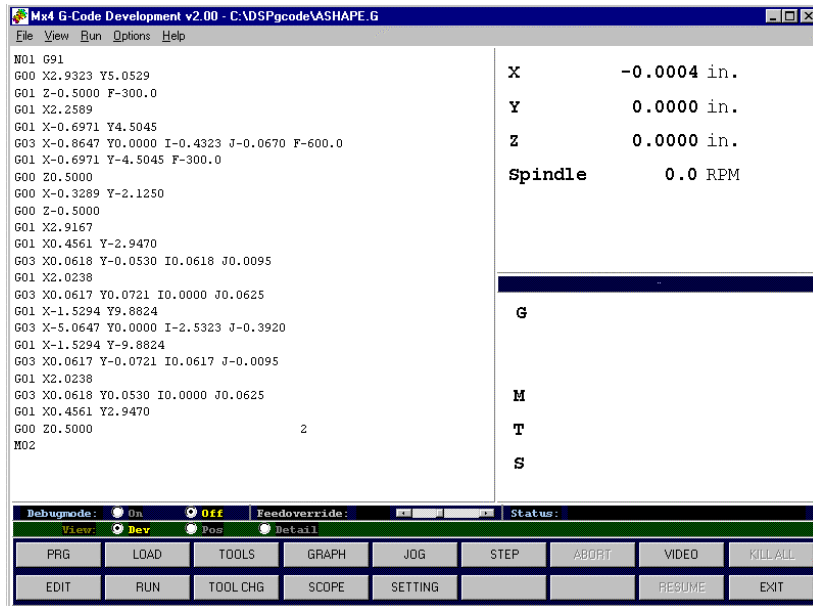 Mx4 G-Code Development v2.00 - C:\DSPgcode\ASHAPE.G
File View Run Options Help
N01 G91
G00 X2.9323 Y5.0529
G01 Z-0.5000 F-300.0
G01 X2.2589
G01 X-0.6971 Y4.5045
G03 X-0.8647 Y0.0000 I-0.4323 J-0.0670 F-600.0
G01 X-0.6971 Y-4.5045 F-300.0
G00 Z0.5000
G00 X-0.3289 Y-2.1250
G00 Z-0.5000
G01 X2.9167
G01 X0.4561 Y-2.9470
G03 X0.0618 Y-0.0530 I0.0618 J0.0095
G01 X2.0238
G03 X0.0617 Y0.0721 I0.0000 J0.0625
G01 X-1.5294 Y9.8824
G03 X-5.0647 Y0.0000 I-2.5323 J-0.3920
G01 X-1.5294 Y-9.8824
G03 X0.0617 Y-0.0721 I0.0617 J-0.0095
G01 X2.0238
G03 X0.0618 Y0.0530 I0.0000 J0.0625
G01 X0.4561 Y2.9470
G00 Z0.5000 2
M02
X -0.0004 in.
Y 0.0000 in.
Z 0.0000 in.
Spindle 0.0 RPM
G
M
T
S
Debugmode: On Off Feedoverride: Status:
View: Dev Pos Detail
PRG LOAD TOOLS GRAPH JOG STEP ABORT VIDEO KILL ALL
EDIT RUN TOOL CHG SCOPE SETTING RESUME EXIT